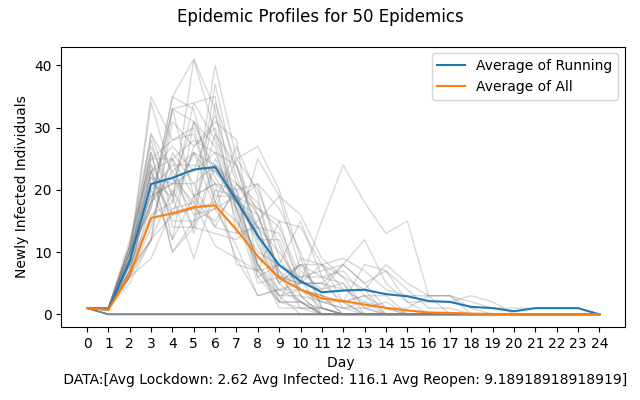 Epidemic Profiles for 50 Epidemics
Average of Running
Average of All
Newly Infected Individuals
40
30
20
10
0
0 1 2 3 4 5 6 7 8 9 10 11 12 13 14 15 16 17 18 19 20 21 22 23 24
Day
DATA:[Avg Lockdown: 2.62 Avg Infected: 116.1 Avg Reopen: 9.18918918918919]